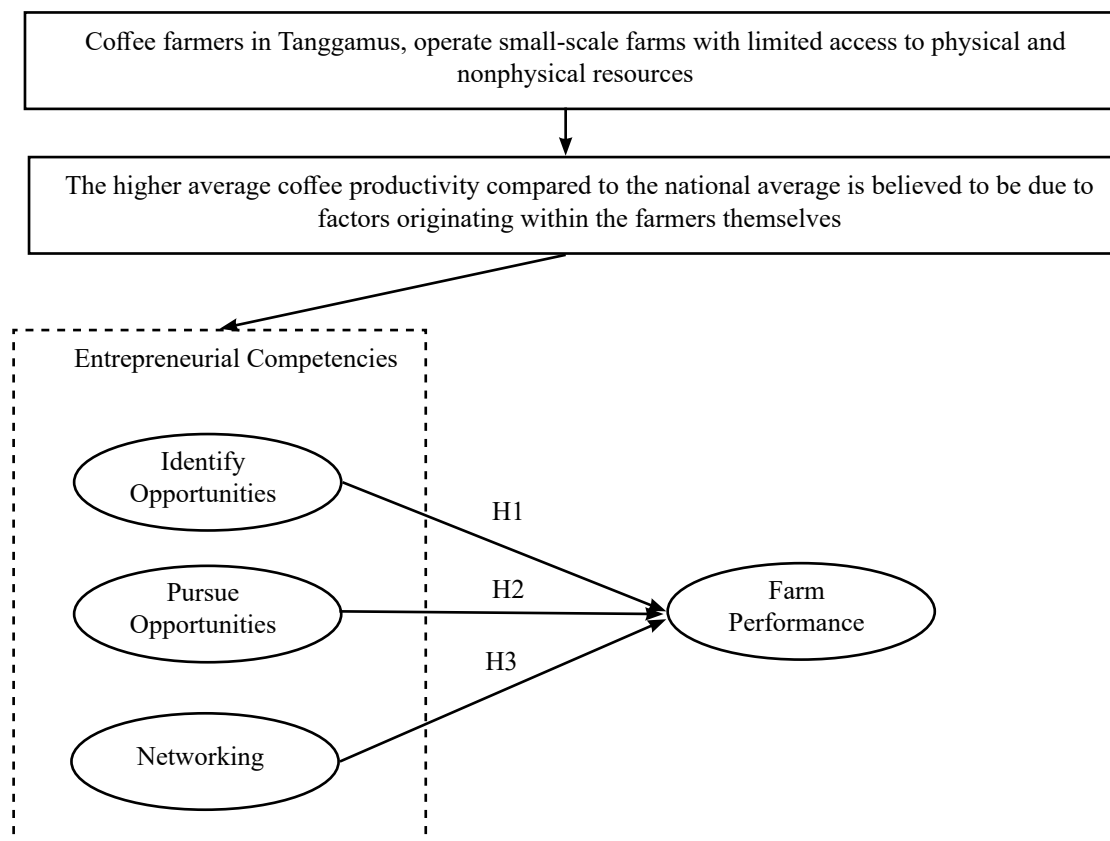 Coffee farmers in Tanggamus, operate small-scale farms with limited access to physical and
nonphysical resources
The higher average coffee productivity compared to the national average is believed to be due to
factors originating within the farmers themselves
Entrepreneurial Competencies
Identify
Opportunities
H1
Pursue
Opportunities
H2
Farm
Performance
H3
Networking